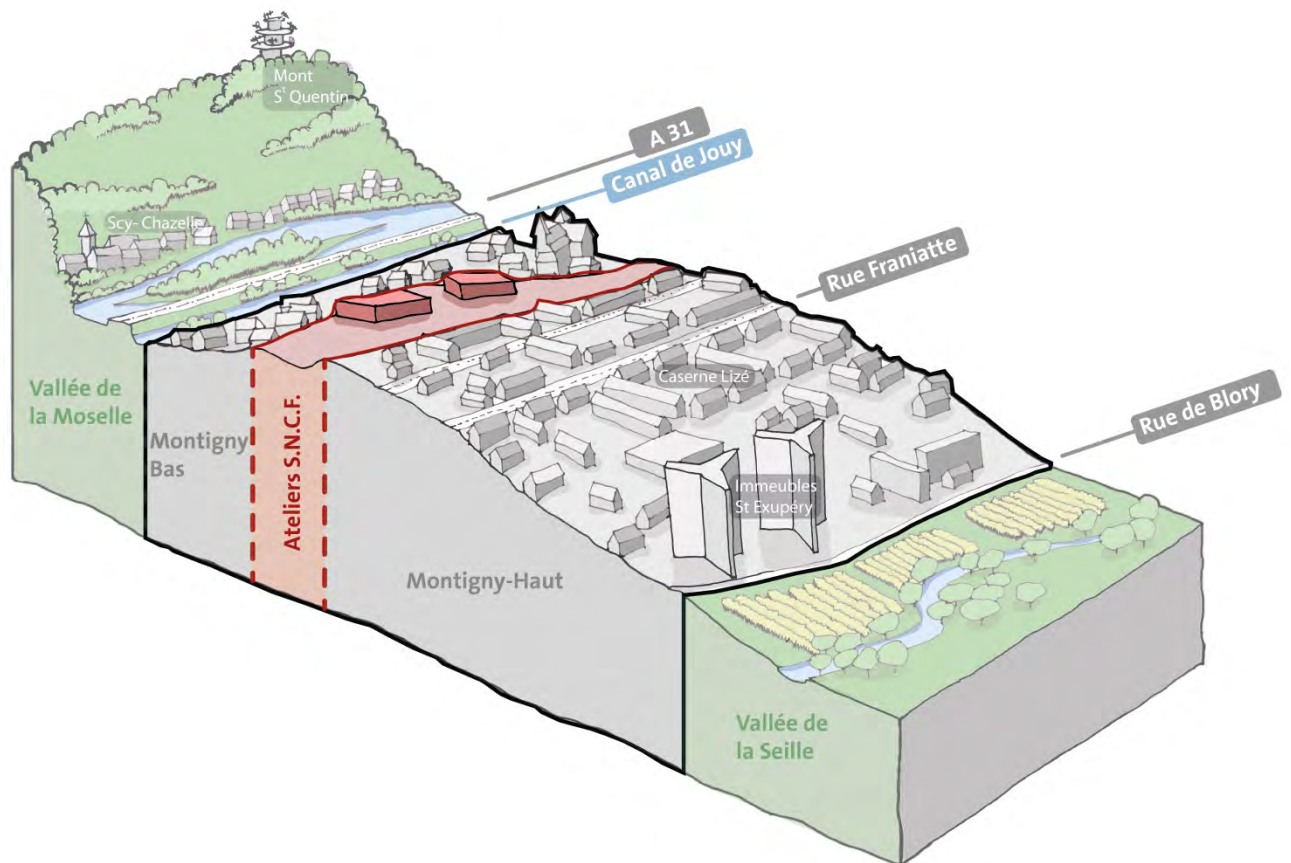 Mont
St Quentin
A 31
Canal de Jouy
Scy-Chazelle
Rue Franiatte
Caserne Lizé
Rue de Blory
Vallée de
la Moselle
Montigny
Bas
Ateliers S.N.C.F.
Immeubles
St Exupéry
Montigny-Haut
Vallée de
la Seille